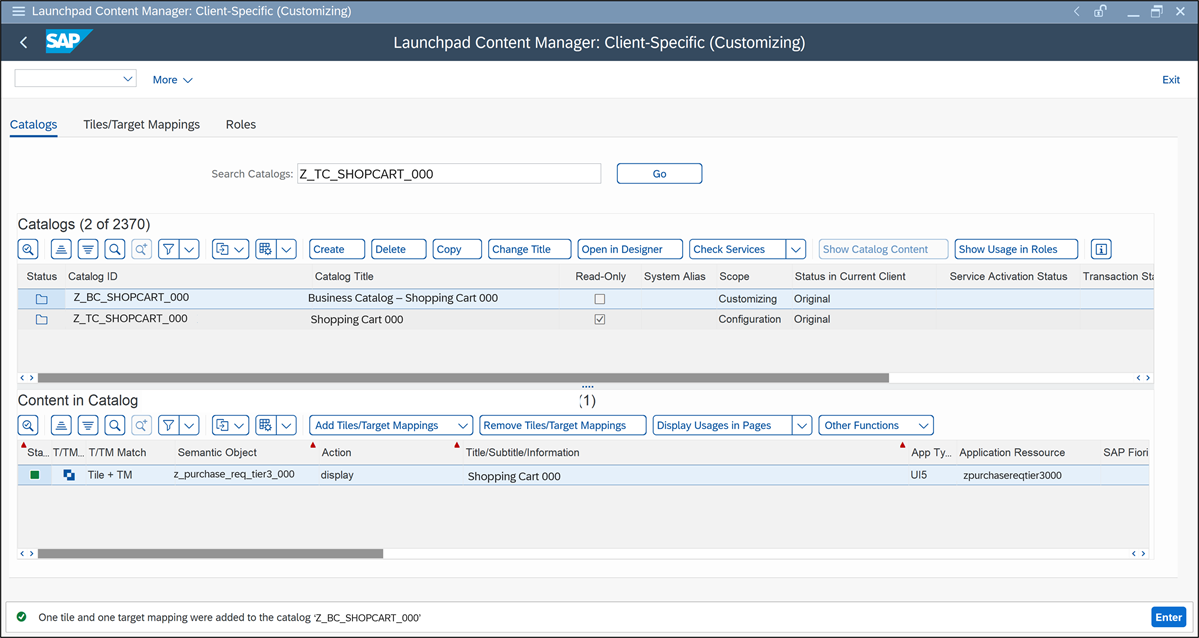 Launchpad Content Manager: Client-Specific (Customizing)
SAP Launchpad Content Manager: Client-Specific (Customizing)
More Exit
Catalogs Tiles/Target Mappings Roles
Search Catalogs: Z_TC_SHOPCART_000 Go
Catalogs (2 of 2370)
Create Delete Copy Change Title Open in Designer Check Services Show Catalog Content Show Usage in Roles
Status Catalog ID Catalog Title Read-Only System Alias Scope Status in Current Client Service Activation Status Transaction Sta
Z_BC_SHOPCART_000 Business Catalog – Shopping Cart 000 Customizing Original
Z_TC_SHOPCART_000 Shopping Cart 000 Configuration Original
Content in Catalog (1)
Add Tiles/Target Mappings Remove Tiles/Target Mappings Display Usages in Pages Other Functions
Sta... T/TM... T/TM Match Semantic Object Action Title/Subtitle/Information App Ty... Application Ressource SAP Fiori
Tile + TM z_purchase_req_tier3_000 display Shopping Cart 000 UI5 zpurchasereqtier3000
One tile and one target mapping were added to the catalog 'Z_BC_SHOPCART_000' Enter